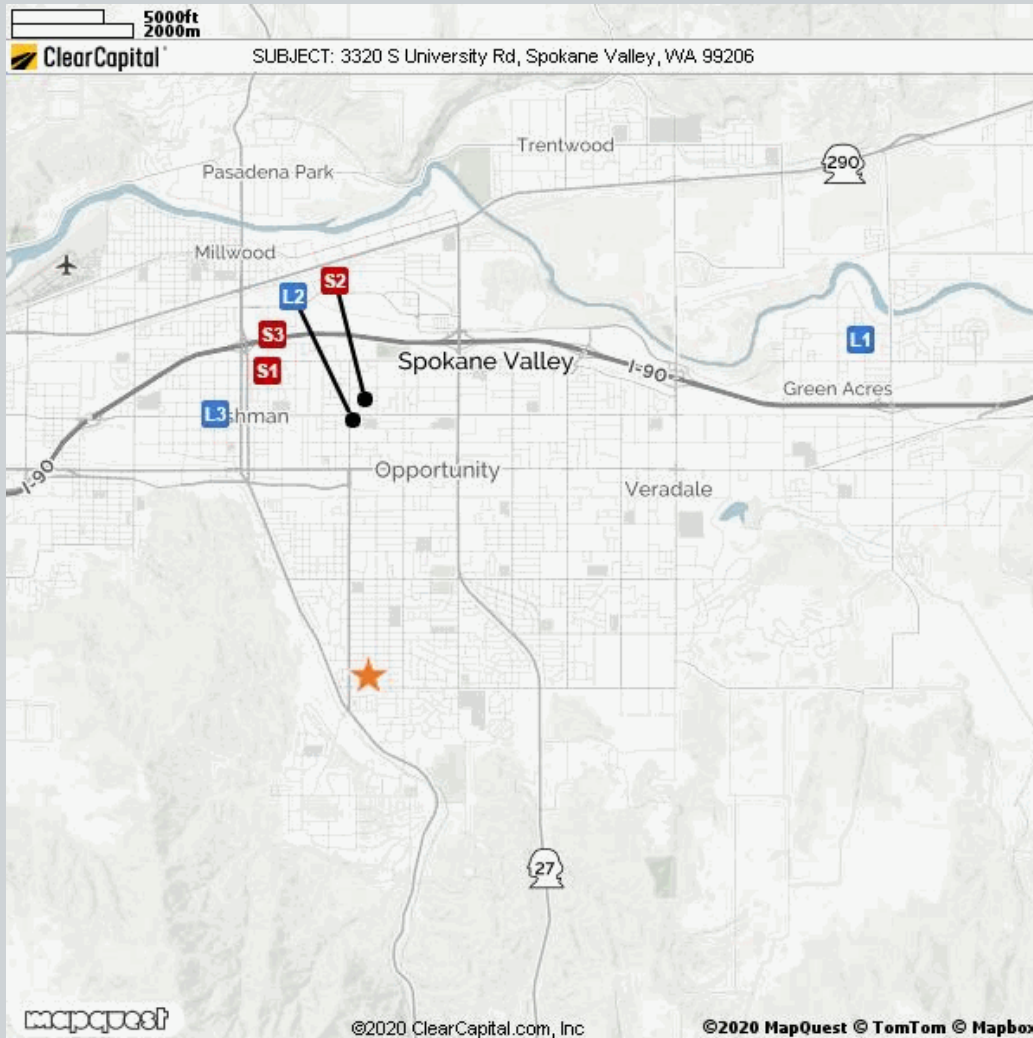 5000ft
2000m
ClearCapital
SUBJECT: 3320 S University Rd, Spokane Valley, WA 99206
Trentwood
290
Pasadena Park
Millwood
S2
L2
S3
L1
Spokane Valley
I-90
S1
Green Acres
L3
hman
I-90
Opportunity
Veradale
27
mapquest
©2020 ClearCapital.com, Inc
©2020 MapQuest © TomTom © Mapbox